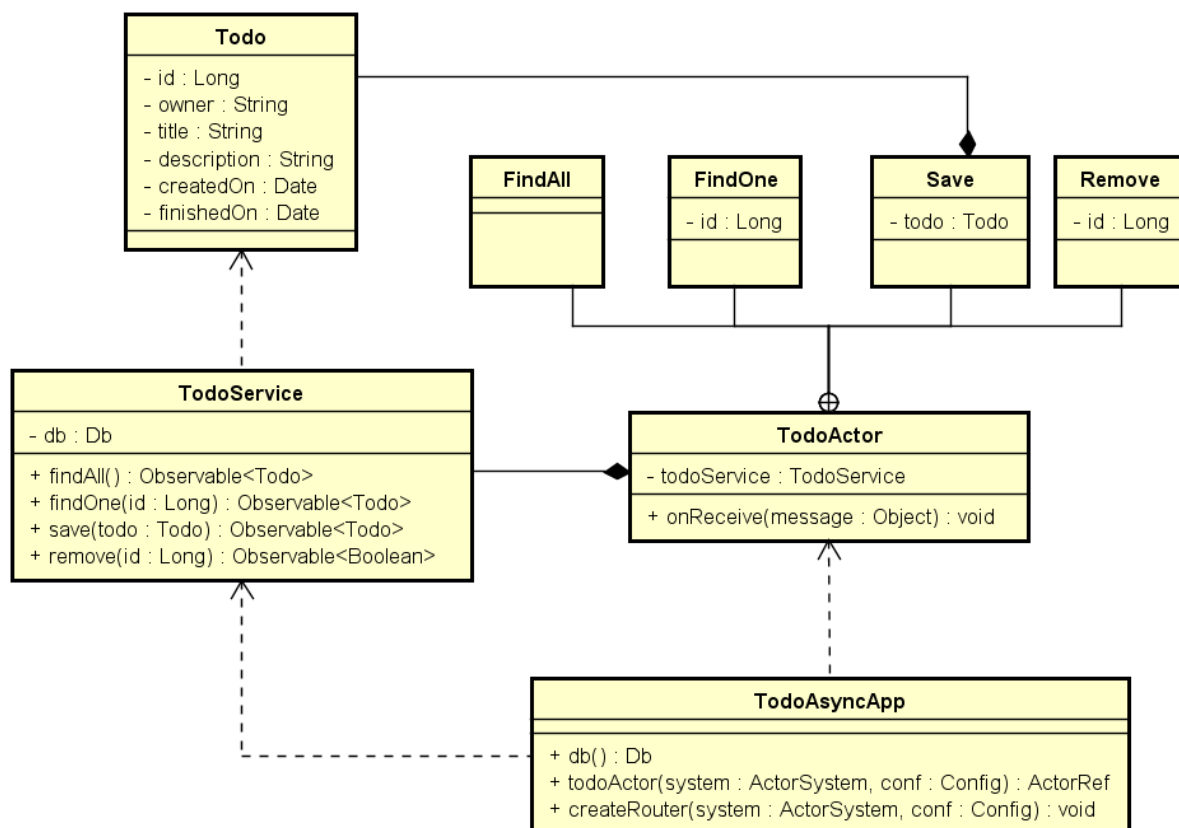 Todo
- id : Long
- owner : String
- title : String
- description : String
- createdOn : Date
- finishedOn : Date
FindAll
FindOne
- id : Long
Save
- todo : Todo
Remove
- id : Long
TodoService
- db : Db
+ findAll() : Observable<Todo>
+ findOne(id : Long) : Observable<Todo>
+ save(todo : Todo) : Observable<Todo>
+ remove(id : Long) : Observable<Boolean>
TodoActor
- todoService : TodoService
+ onReceive(message : Object) : void
TodoAsyncApp
+ db() : Db
+ todoActor(system : ActorSystem, conf : Config) : ActorRef
+ createRouter(system : ActorSystem, conf : Config) : void